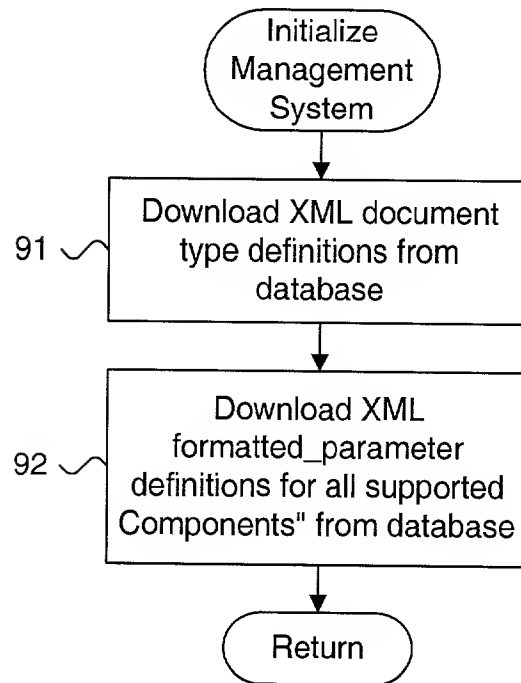 Initialize
Management
System
91
Download XML document
type definitions from
database
92
Download XML
formatted_parameter
definitions for all supported
Components" from database
Return